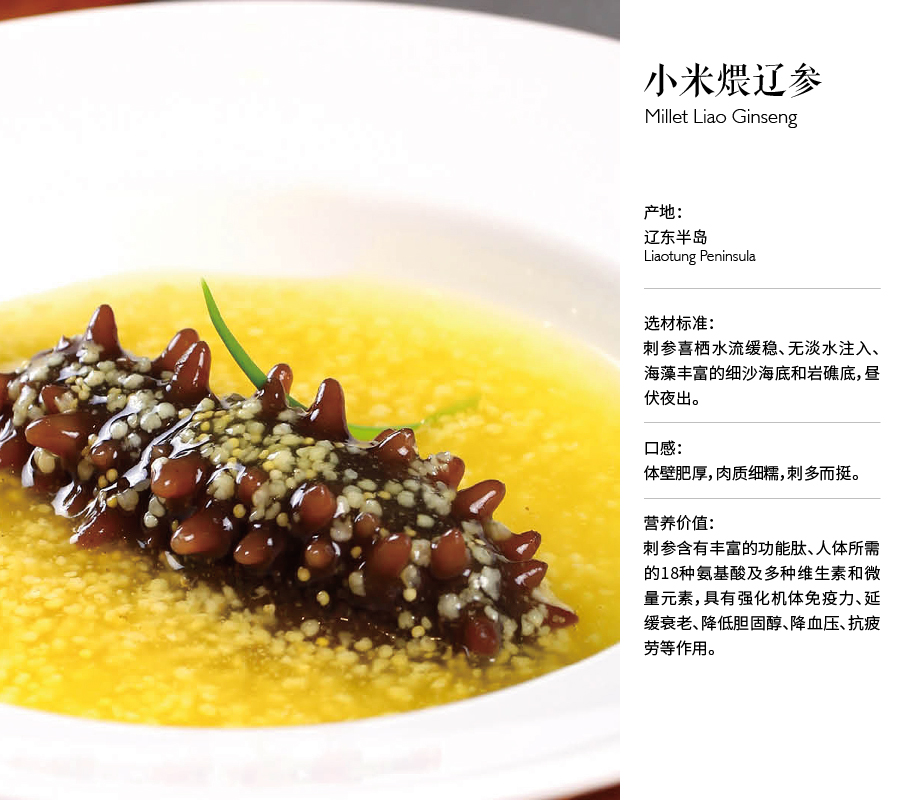 小米煨辽参
Millet Liao Ginseng
产地：
辽东半岛
Liaotung Peninsula
选材标准：
刺参喜栖水流缓稳、无淡水注入、
海藻丰富的细沙海底和岩礁底，昼
伏夜出。
口感：
体壁肥厚，肉质细糯，刺多而挺。
营养价值：
刺参含有丰富的功能肽、人体所需
的18种氨基酸及多种维生素和微
量元素，具有强化机体免疫力、延
缓衰老、降低胆固醇、降血压、抗疲
劳等作用。